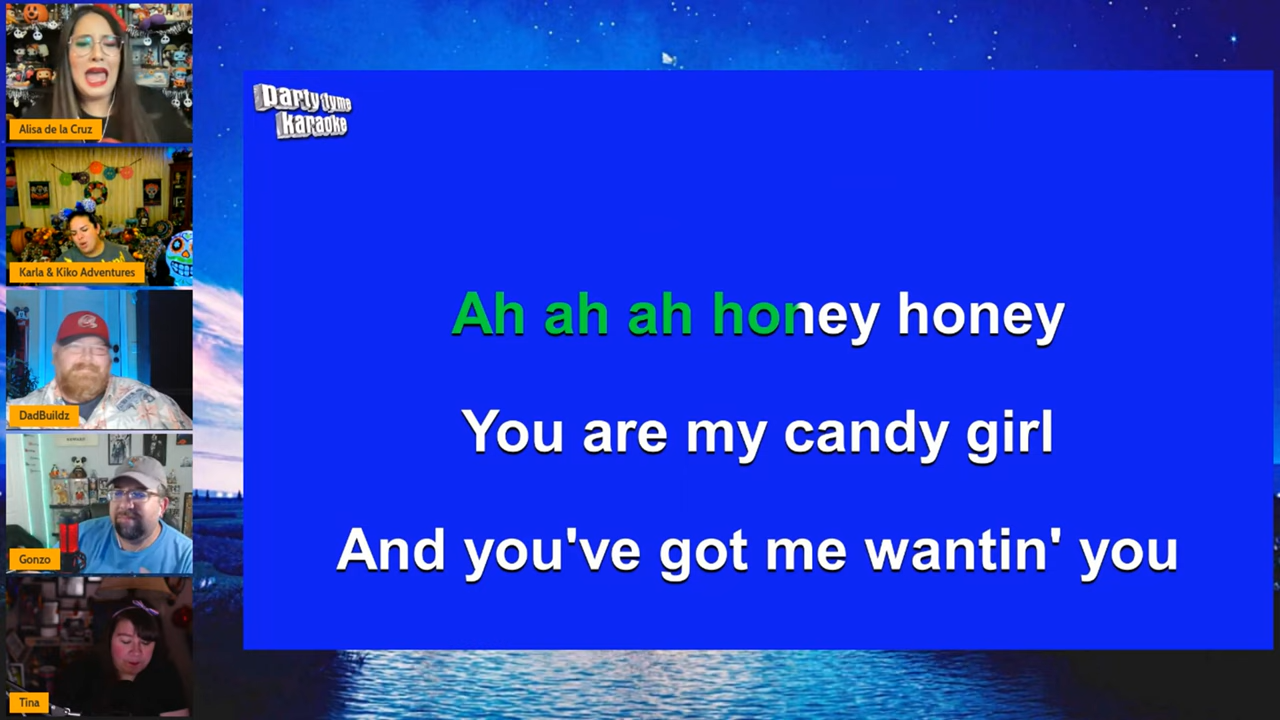 Alisa de la Cruz
Karla & Kiko Adventures
DadBuildz
Gonzo
Tina
party tyme
karaoke
Ah ah ah honey honey
You are my candy girl
And you've got me wantin' you